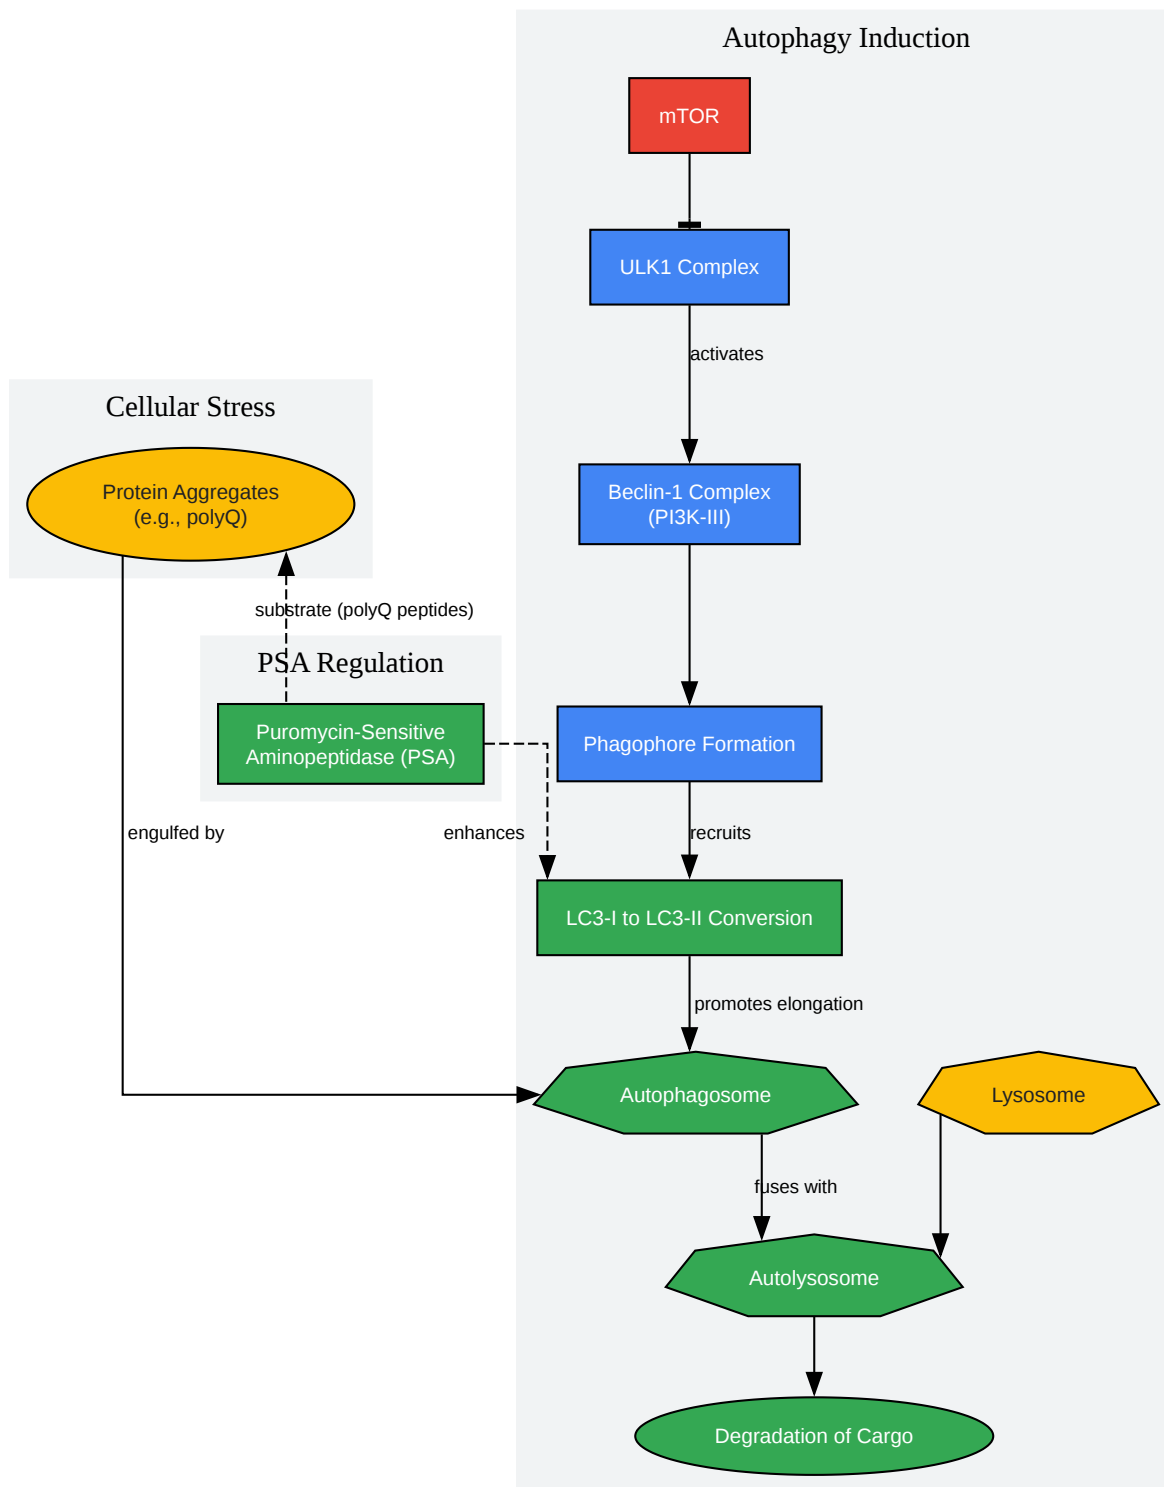 Autophagy Induction
mTOR
ULK1 Complex
activates
Cellular Stress
Protein Aggregates
(e.g., polyQ)
Beclin-1 Complex
(PI3K-III)
substrate (polyQ peptides)
PSA Regulation
Puromycin-Sensitive
Aminopeptidase (PSA)
Phagophore Formation
engulfed by
enhances
recruits
LC3-I to LC3-II Conversion
promotes elongation
Autophagosome
Lysosome
fuses with
Autolysosome
Degradation of Cargo